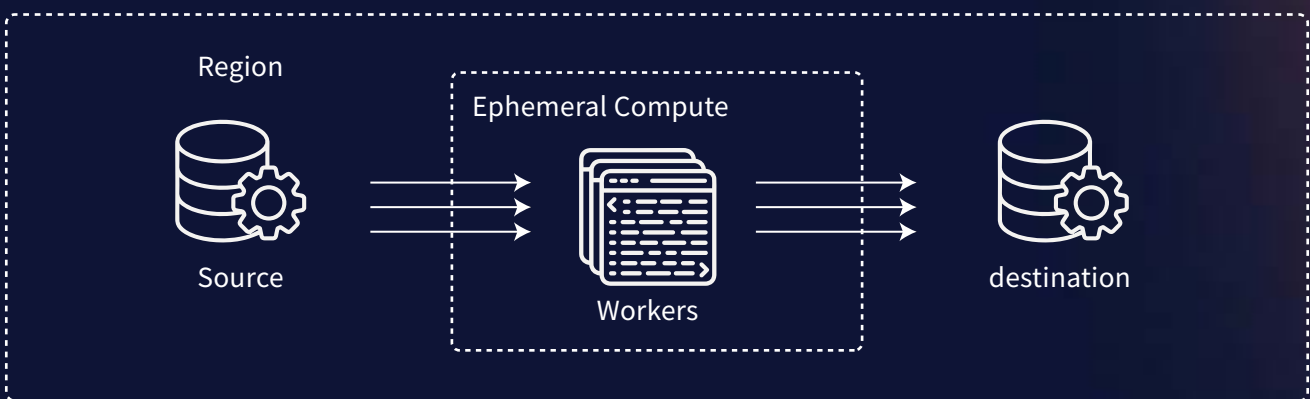 Region
Ephemeral Compute
Source
Workers
destination